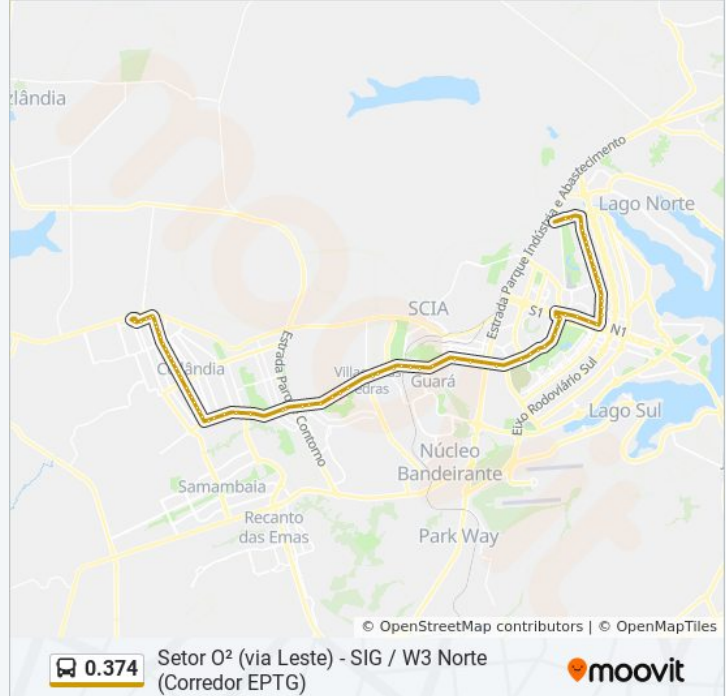 zlândia
Estrada Parque Indústria e Abastecimento
Lago Norte
SCIA
S1
N1
Estrada Parque Contorno
Guará
Eixo Rodoviário Sul
Lago Sul
Núcleo
Bandeirante
Samambaia
Recanto
das Emas
Park Way
© OpenStreetMap contributors | © OpenMapTiles
0.374
Setor O² (via Leste) - SIG / W3 Norte
(Corredor EPTG)
moovit